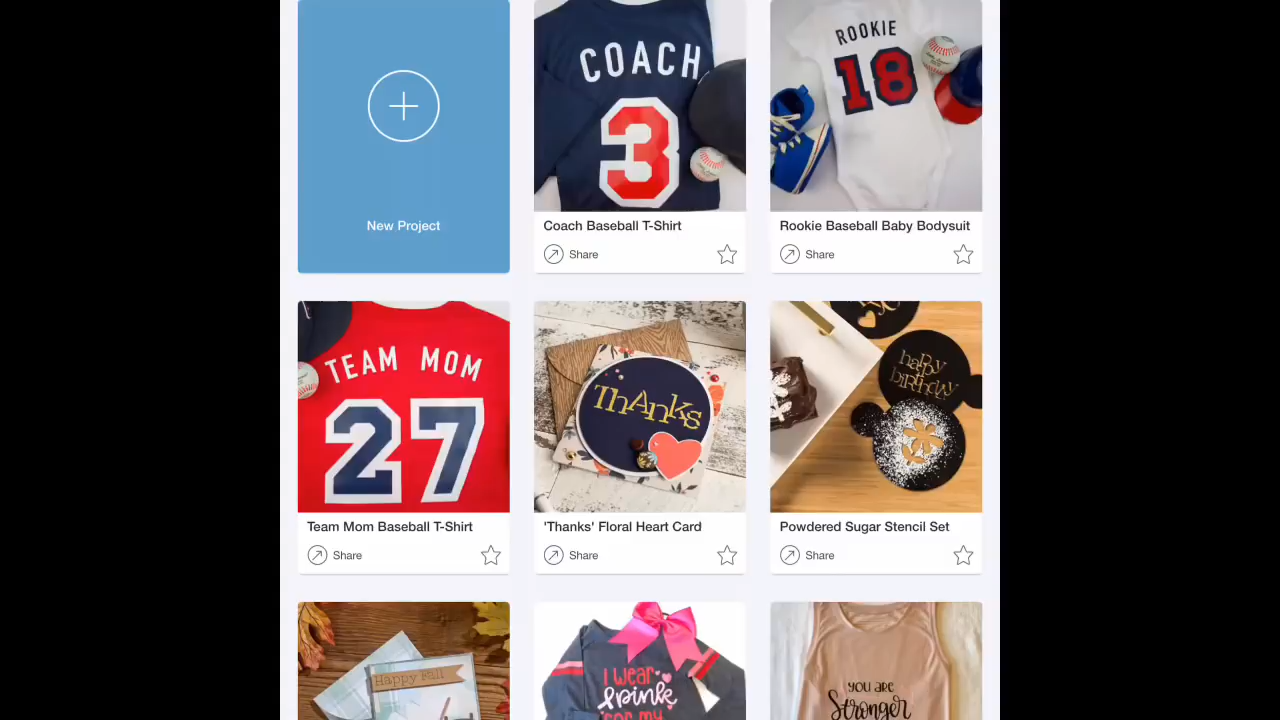 New Project
COACH
3
Coach Baseball T-Shirt
Share
ROOKIE
18
Rookie Baseball Baby Bodysuit
Share
TEAM MOM
27
Team Mom Baseball T-Shirt
Share
THANKS
'Thanks' Floral Heart Card
Share
happy
birthday
Powdered Sugar Stencil Set
Share
Happy Fall
I WEAR
pink
FOR MY
YOU ARE
Stronger